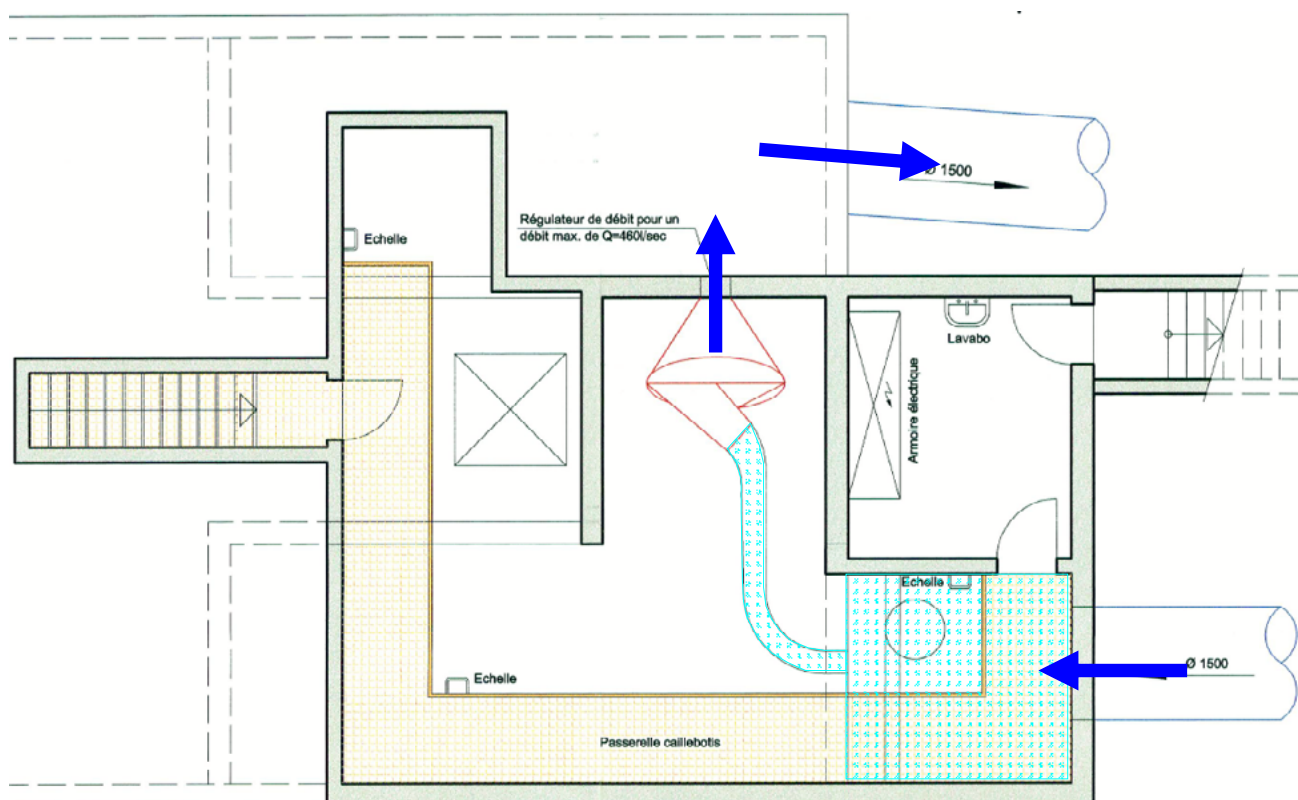 Ø 1500
Régulateur de débit pour un
débit max. de Q=460l/sec
Echelle
Lavabo
Armoire électrique
Echelle
Ø 1500
Echelle
Passerelle caillebotis